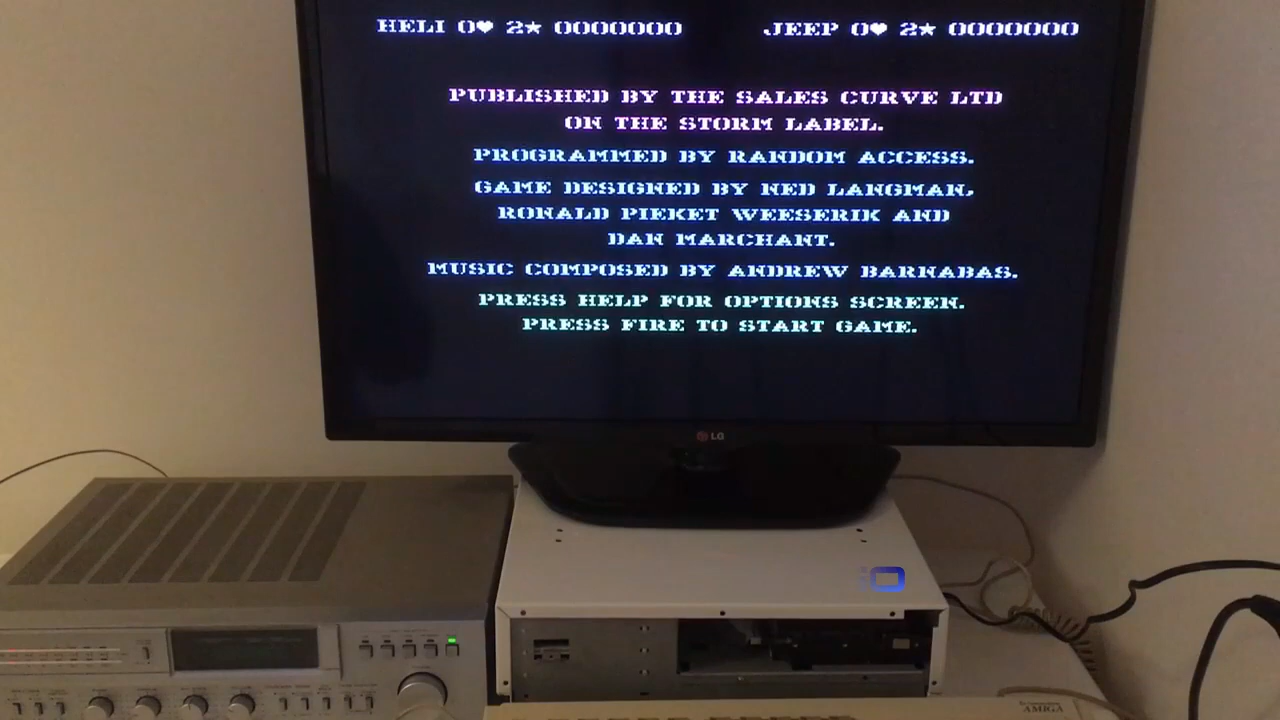 HELI 0♥ 2★ 0000000 JEEP 0♥ 2★ 0000000
PUBLISHED BY THE SALES CURVE LTD
ON THE STORM LABEL.
PROGRAMMED BY RANDOM ACCESS.
GAME DESIGNED BY NED LANGMAN,
RONALD PIEKET WEESERIK AND
DAN MARCHANT.
MUSIC COMPOSED BY ANDREW BARNABAS.
PRESS HELP FOR OPTIONS SCREEN.
PRESS FIRE TO START GAME.
LG
AMIGA